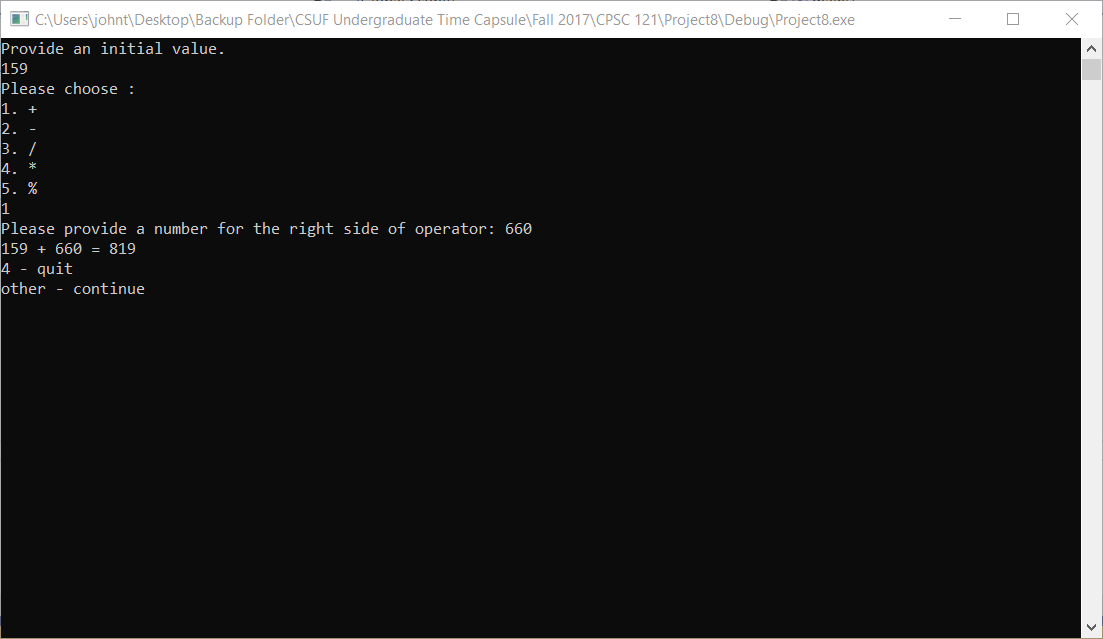 C:\Users\johnt\Desktop\Backup Folder\CSUF Undergraduate Time Capsule\Fall 2017\CPSC 121\Project8\Debug\Project8.exe
Provide an initial value.
159
Please choose :
1. +
2. -
3. /
4. *
5. %
1
Please provide a number for the right side of operator: 660
159 + 660 = 819
4 - quit
other - continue